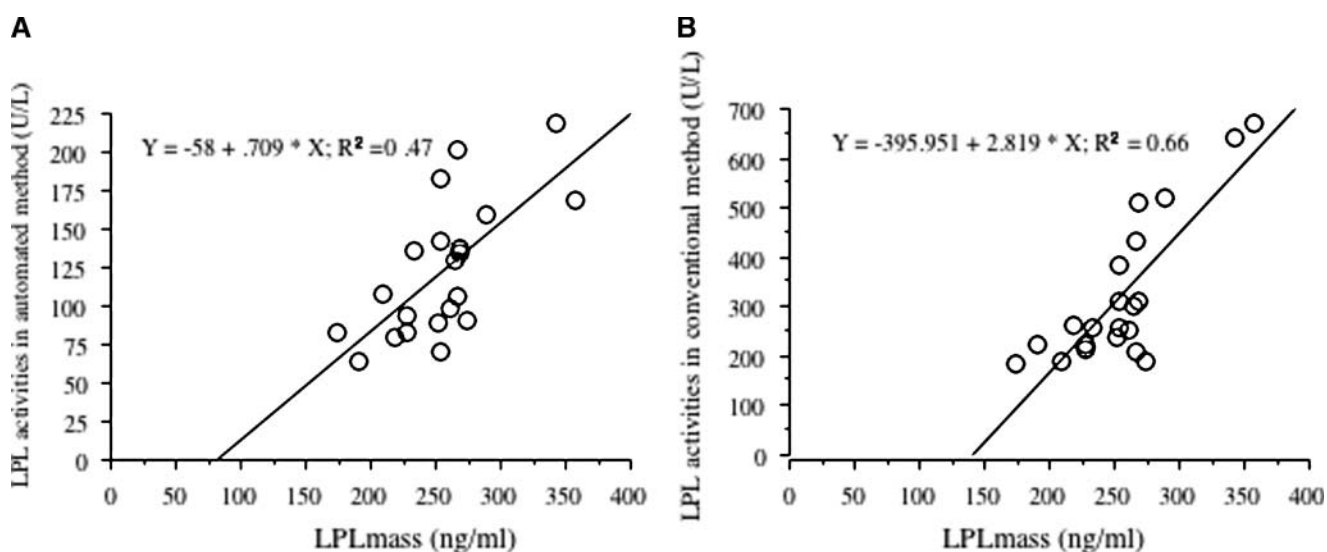 A
LPL activities in automated method (U/L)
225
200
175
150
125
100
75
50
25
0
Y = -58 + .709 * X; R² =0 .47
0 50 100 150 200 250 300 350 400
LPLmass (ng/ml)
B
LPL activities in conventional method (U/L)
700
600
500
400
300
200
100
0
Y = -395.951 + 2.819 * X; R² = 0.66
0 50 100 150 200 250 300 350 400
LPLmass (ng/ml)